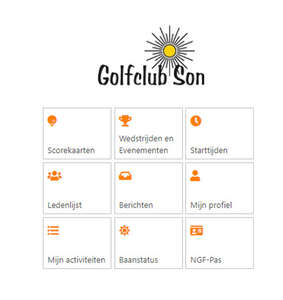 Golfclub Son
Scorekaarten
Wedstrijden en
Evenementen
Starttijden
Ledenlijst
Berichten
Mijn profiel
Mijn activiteiten
Baanstatus
NGF-Pas